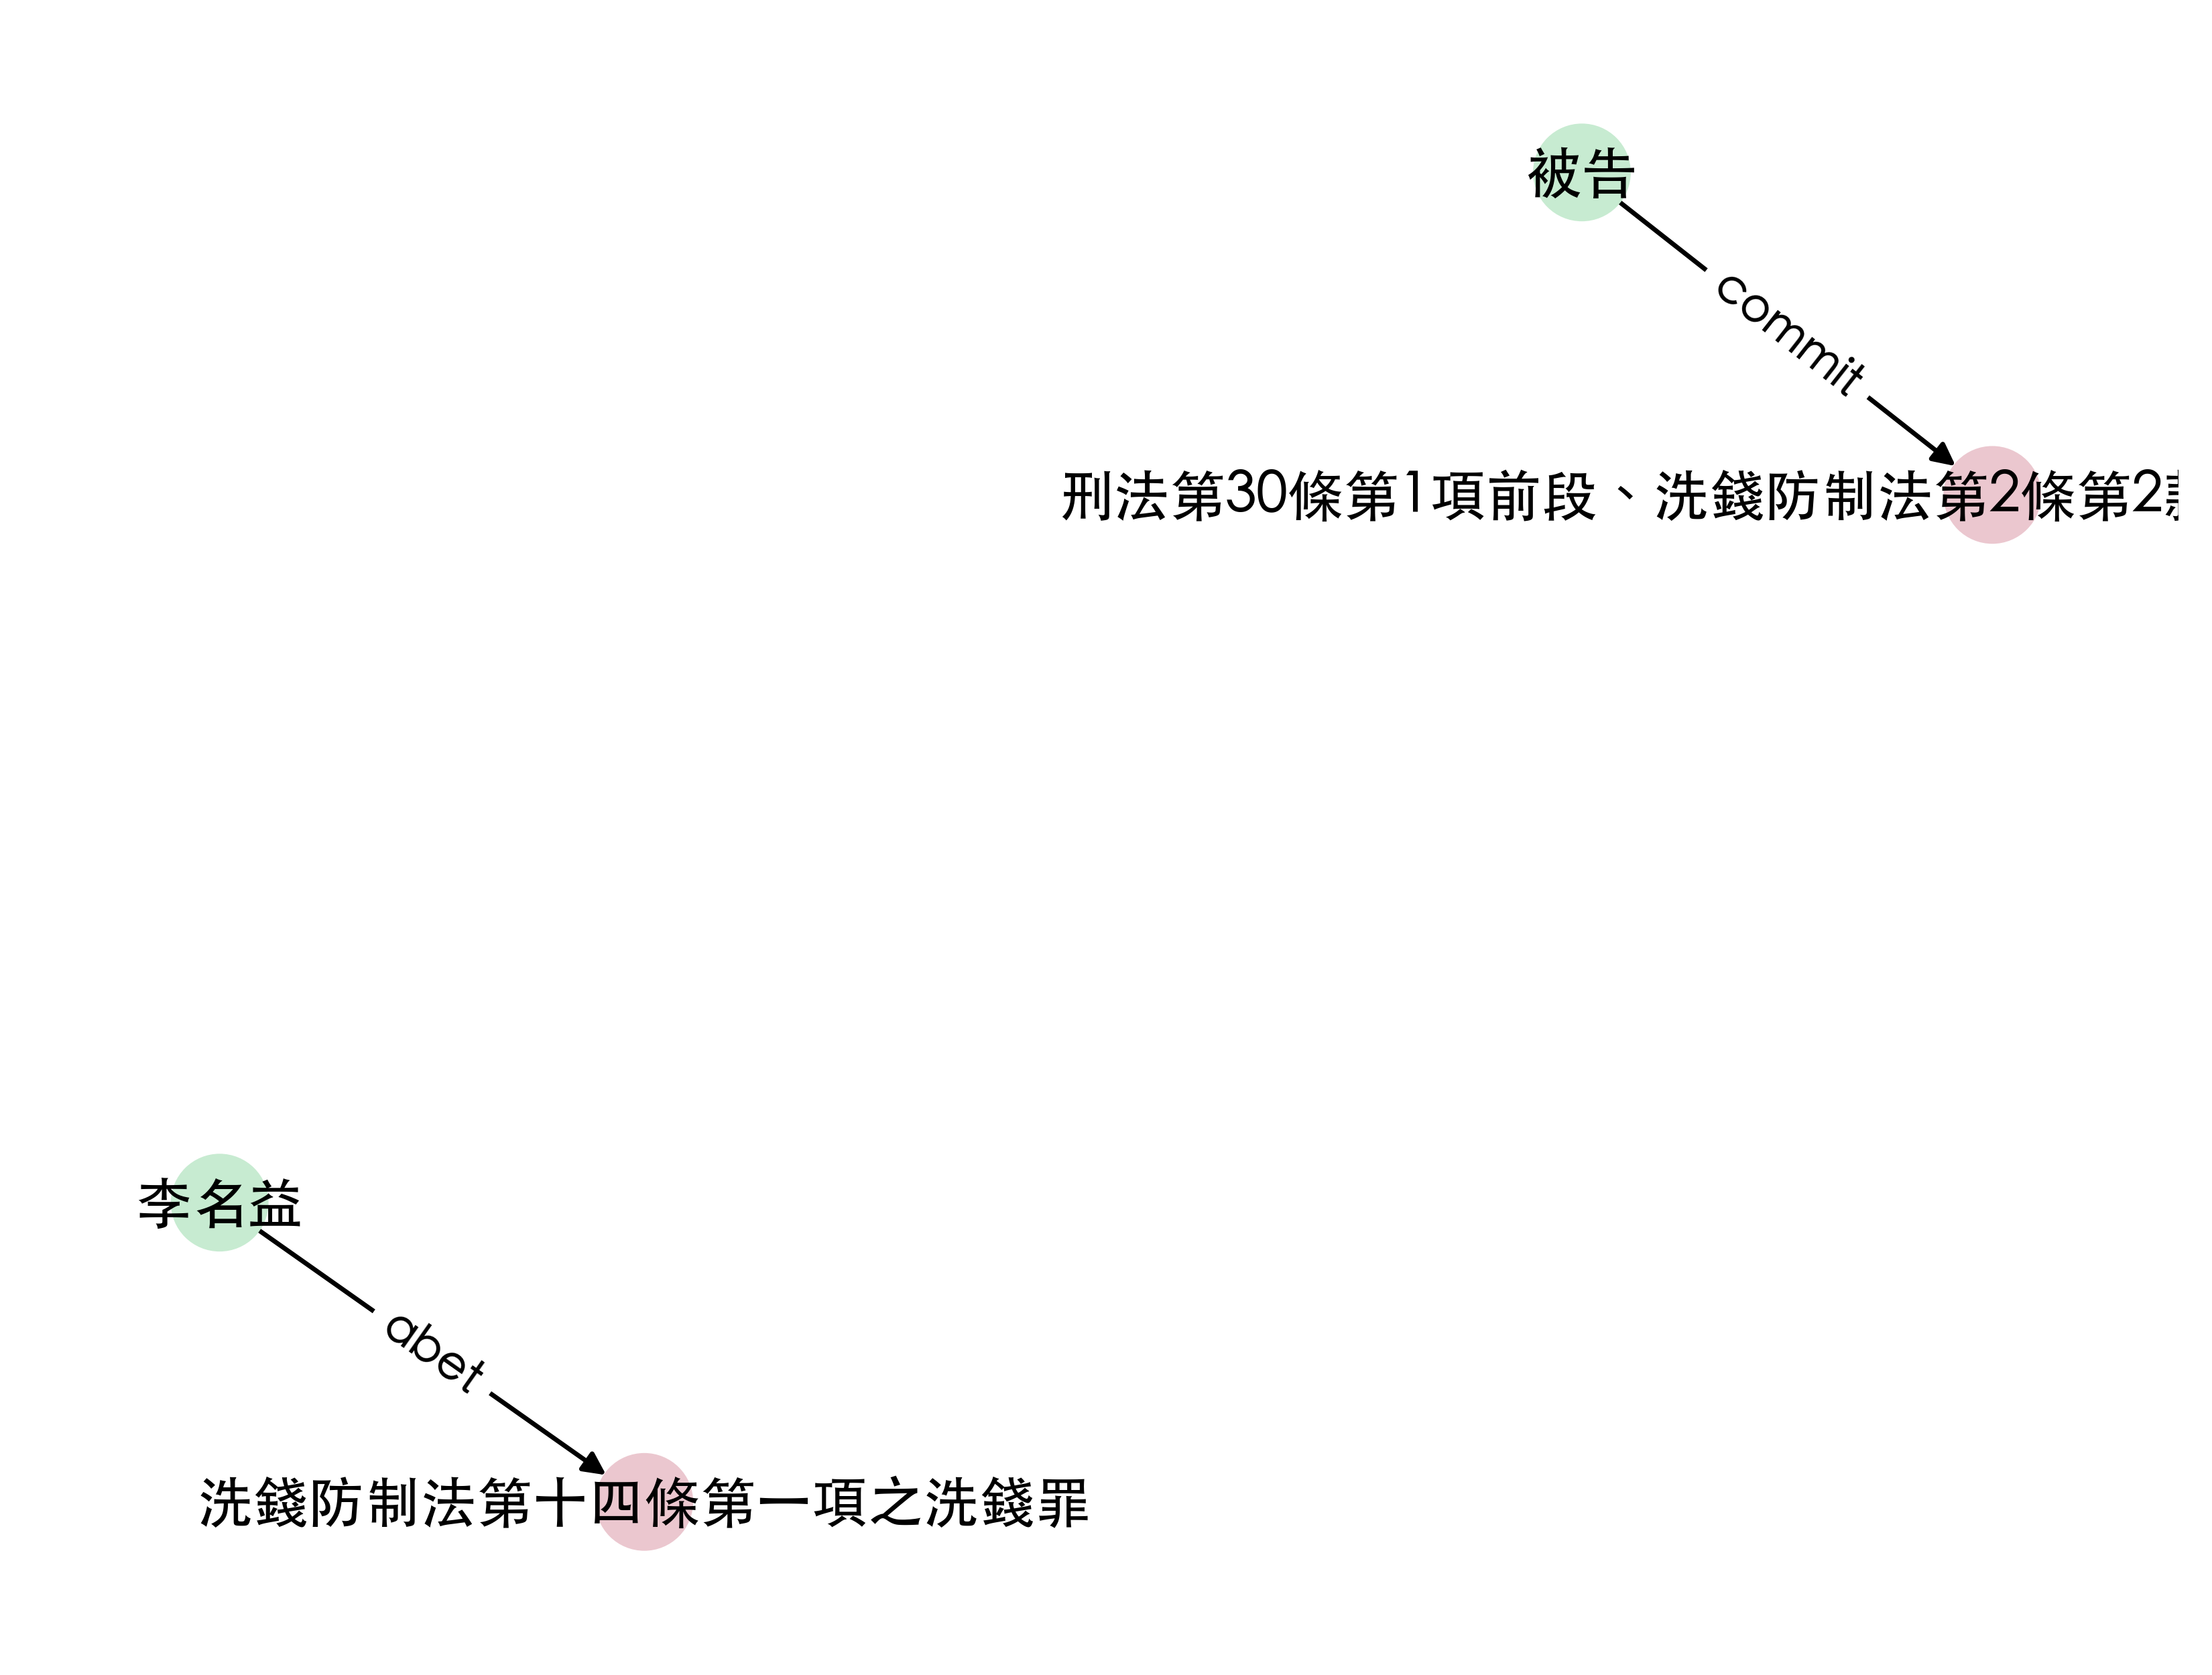 被告
commit
刑法第30條第1項前段、洗錢防制法第2條第2
李名益
abet
洗錢防制法第十四條第一項之洗錢罪